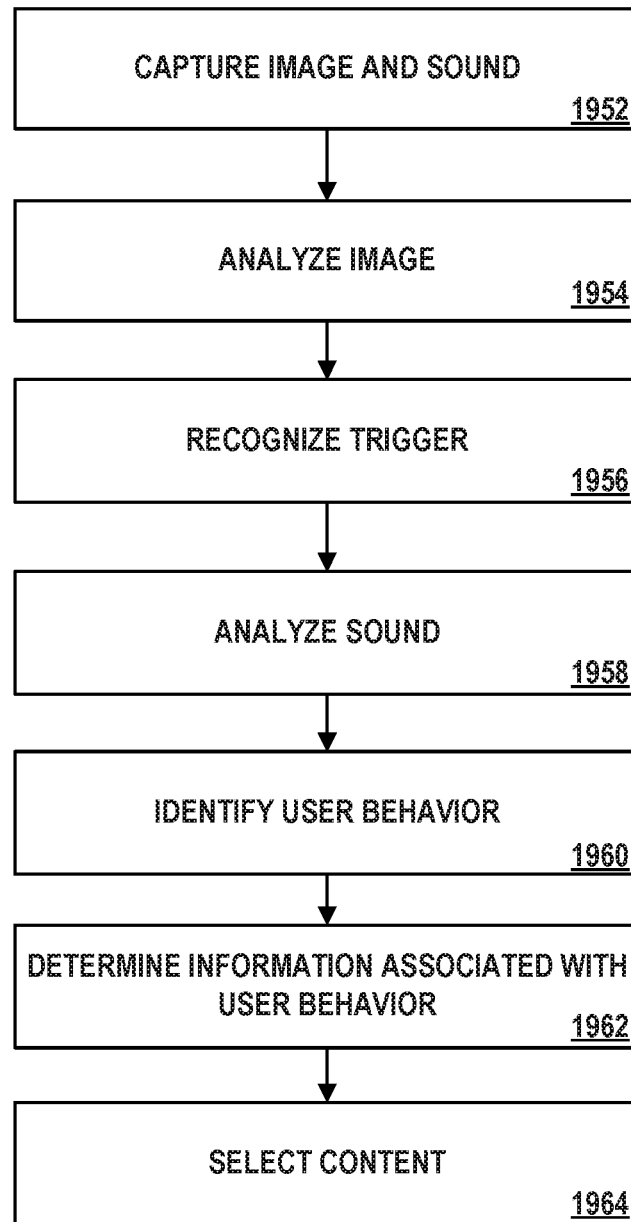 CAPTURE IMAGE AND SOUND
1952
ANALYZE IMAGE
1954
RECOGNIZE TRIGGER
1956
ANALYZE SOUND
1958
IDENTIFY USER BEHAVIOR
1960
DETERMINE INFORMATION ASSOCIATED WITH
USER BEHAVIOR
1962
SELECT CONTENT
1964